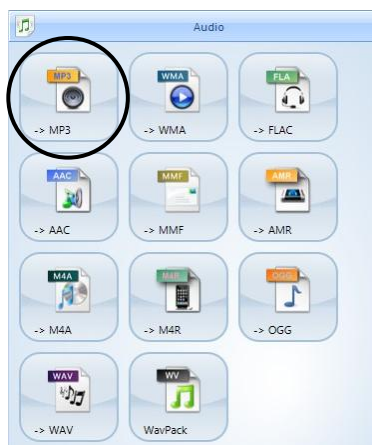 Audio
MP3 WMA FLA
-> MP3 -> WMA -> FLAC
AAC MMF AMR
-> AAC -> MMF -> AMR
M4A M4R OGG
-> M4A -> M4R -> OGG
WAV WV
-> WAV WavPack